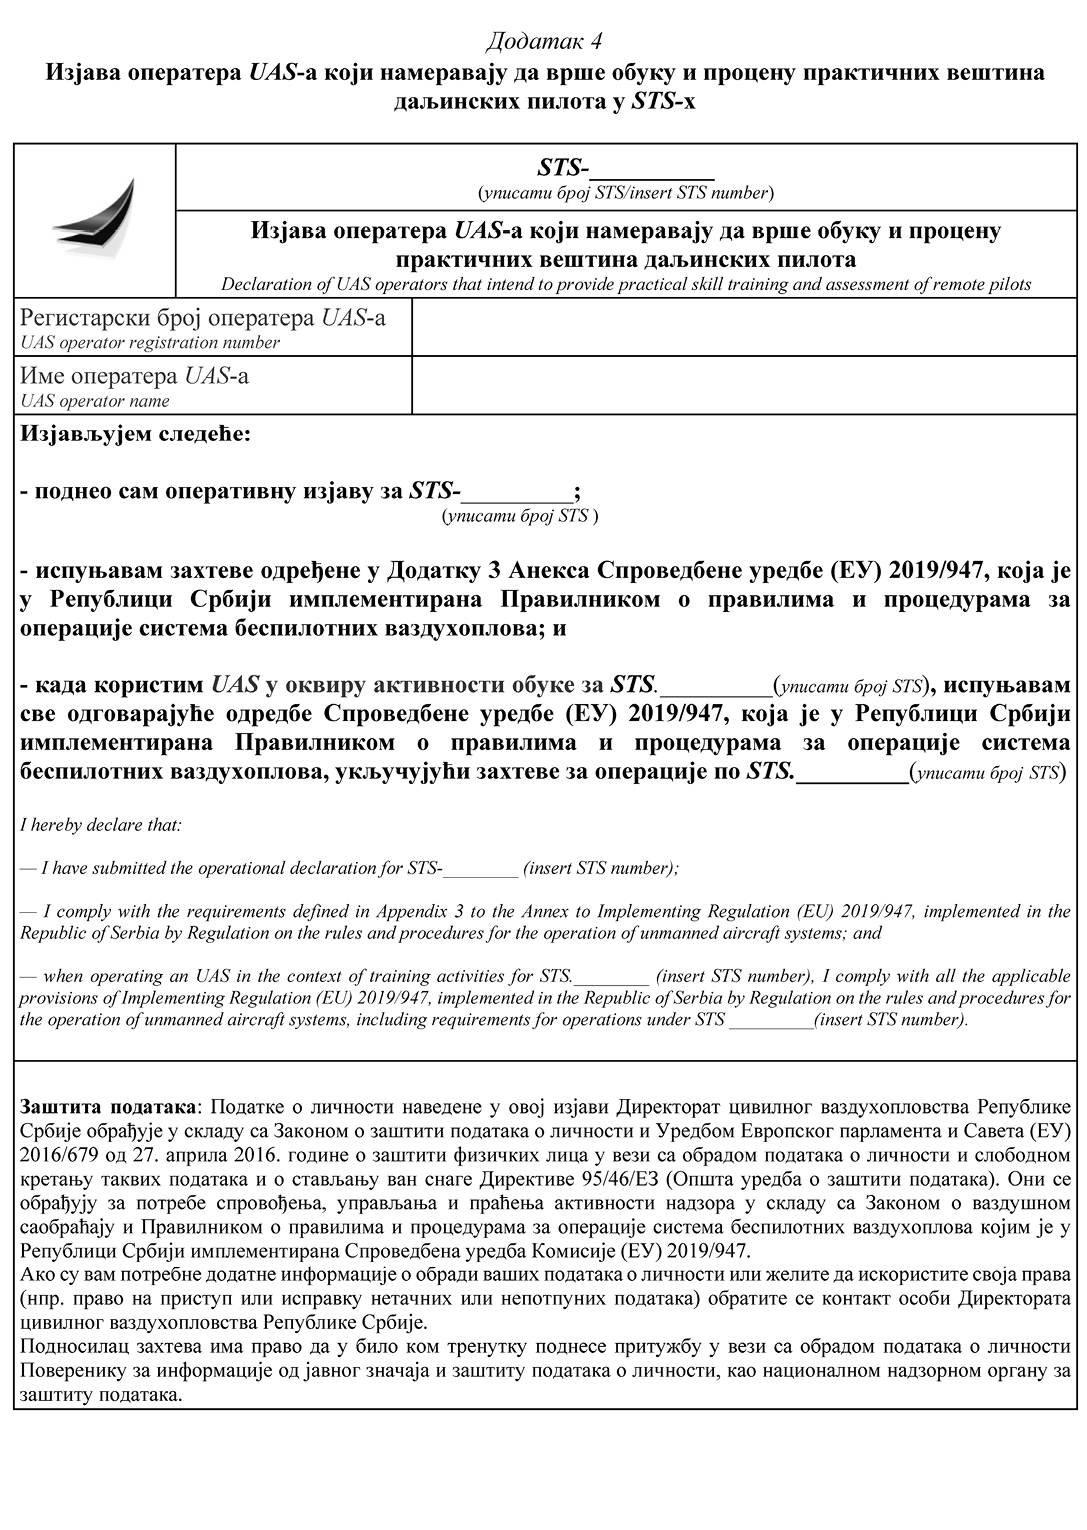 Додатак 4
Изјава оператера UAS-а који намеравају да врше обуку и процену практичних вештина
даљинских пилота у STS-х
STS-__________
(уписати број STS/insert STS number)
Изјава оператера UAS-а који намеравају да врше обуку и процену
практичних вештина даљинских пилота
Declaration of UAS operators that intend to provide practical skill training and assessment of remote pilots
Регистарски број оператера UAS-а
UAS operator registration number
Име оператера UAS-а
UAS operator name
Изјављујем следеће:
- поднео сам оперативну изјаву за STS-_________;
(уписати број STS )
- испуњавам захтеве одређене у Додатку 3 Анекса Спроведбене уредбе (ЕУ) 2019/947, која је
у Републици Србији имплементирана Правилником о правилима и процедурама за
операције система беспилотних ваздухоплова; и
- када користим UAS у оквиру активности обуке за STS._________(уписати број STS), испуњавам
све одговарајуће одредбе Спроведбене уредбе (ЕУ) 2019/947, која је у Републици Србији
имплементирана Правилником о правилима и процедурама за операције система
беспилотних ваздухоплова, укључујући захтеве за операције по STS._________(уписати број STS)
I hereby declare that:
— I have submitted the operational declaration for STS-________ (insert STS number);
— I comply with the requirements defined in Appendix 3 to the Annex to Implementing Regulation (EU) 2019/947, implemented in the
Republic of Serbia by Regulation on the rules and procedures for the operation of unmanned aircraft systems; and
— when operating an UAS in the context of training activities for STS.________ (insert STS number), I comply with all the applicable
provisions of Implementing Regulation (EU) 2019/947, implemented in the Republic of Serbia by Regulation on the rules and procedures for
the operation of unmanned aircraft systems, including requirements for operations under STS _________(insert STS number).
Заштита података: Податке о личности наведене у овој изјави Директорат цивилног ваздухопловства Републике
Србије обрађује у складу са Законом о заштити података о личности и Уредбом Европског парламента и Савета (ЕУ)
2016/679 од 27. априла 2016. године о заштити физичких лица у вези са обрадом података о личности и слободном
кретању таквих података и о стављању ван снаге Директиве 95/46/ЕЗ (Општа уредба о заштити података). Они се
обрађују за потребе спровођења, управљања и праћења активности надзора у складу са Законом о ваздушном
саобраћају и Правилником о правилима и процедурама за операције система беспилотних ваздухоплова којим је у
Републици Србији имплементирана Спроведбена уредба Комисије (ЕУ) 2019/947.
Ако су вам потребне додатне информације о обради ваших података о личности или желите да искористите своја права
(нпр. право на приступ или исправку нетачних или непотпуних података) обратите се контакт особи Директората
цивилног ваздухопловства Републике Србије.
Подносилац захтева има право да у било ком тренутку поднесе притужбу у вези са обрадом података о личности
Поверенику за информације од јавног значаја и заштиту података о личности, као националном надзорном органу за
заштиту података.